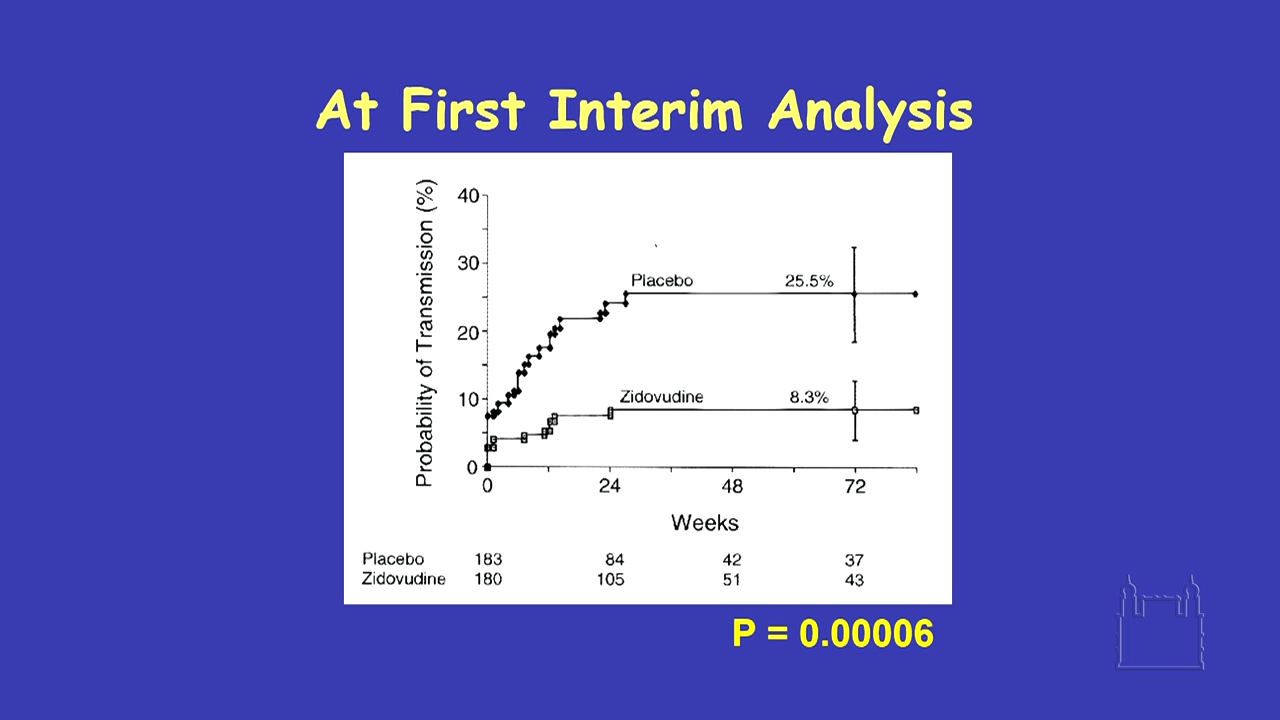 At First Interim Analysis
Probability of Transmission (%)
40
30
20
10
0
Placebo 25.5%
Zidovudine 8.3%
0 24 48 72
Weeks
Placebo 183 84 42 37
Zidovudine 180 105 51 43
P = 0.00006